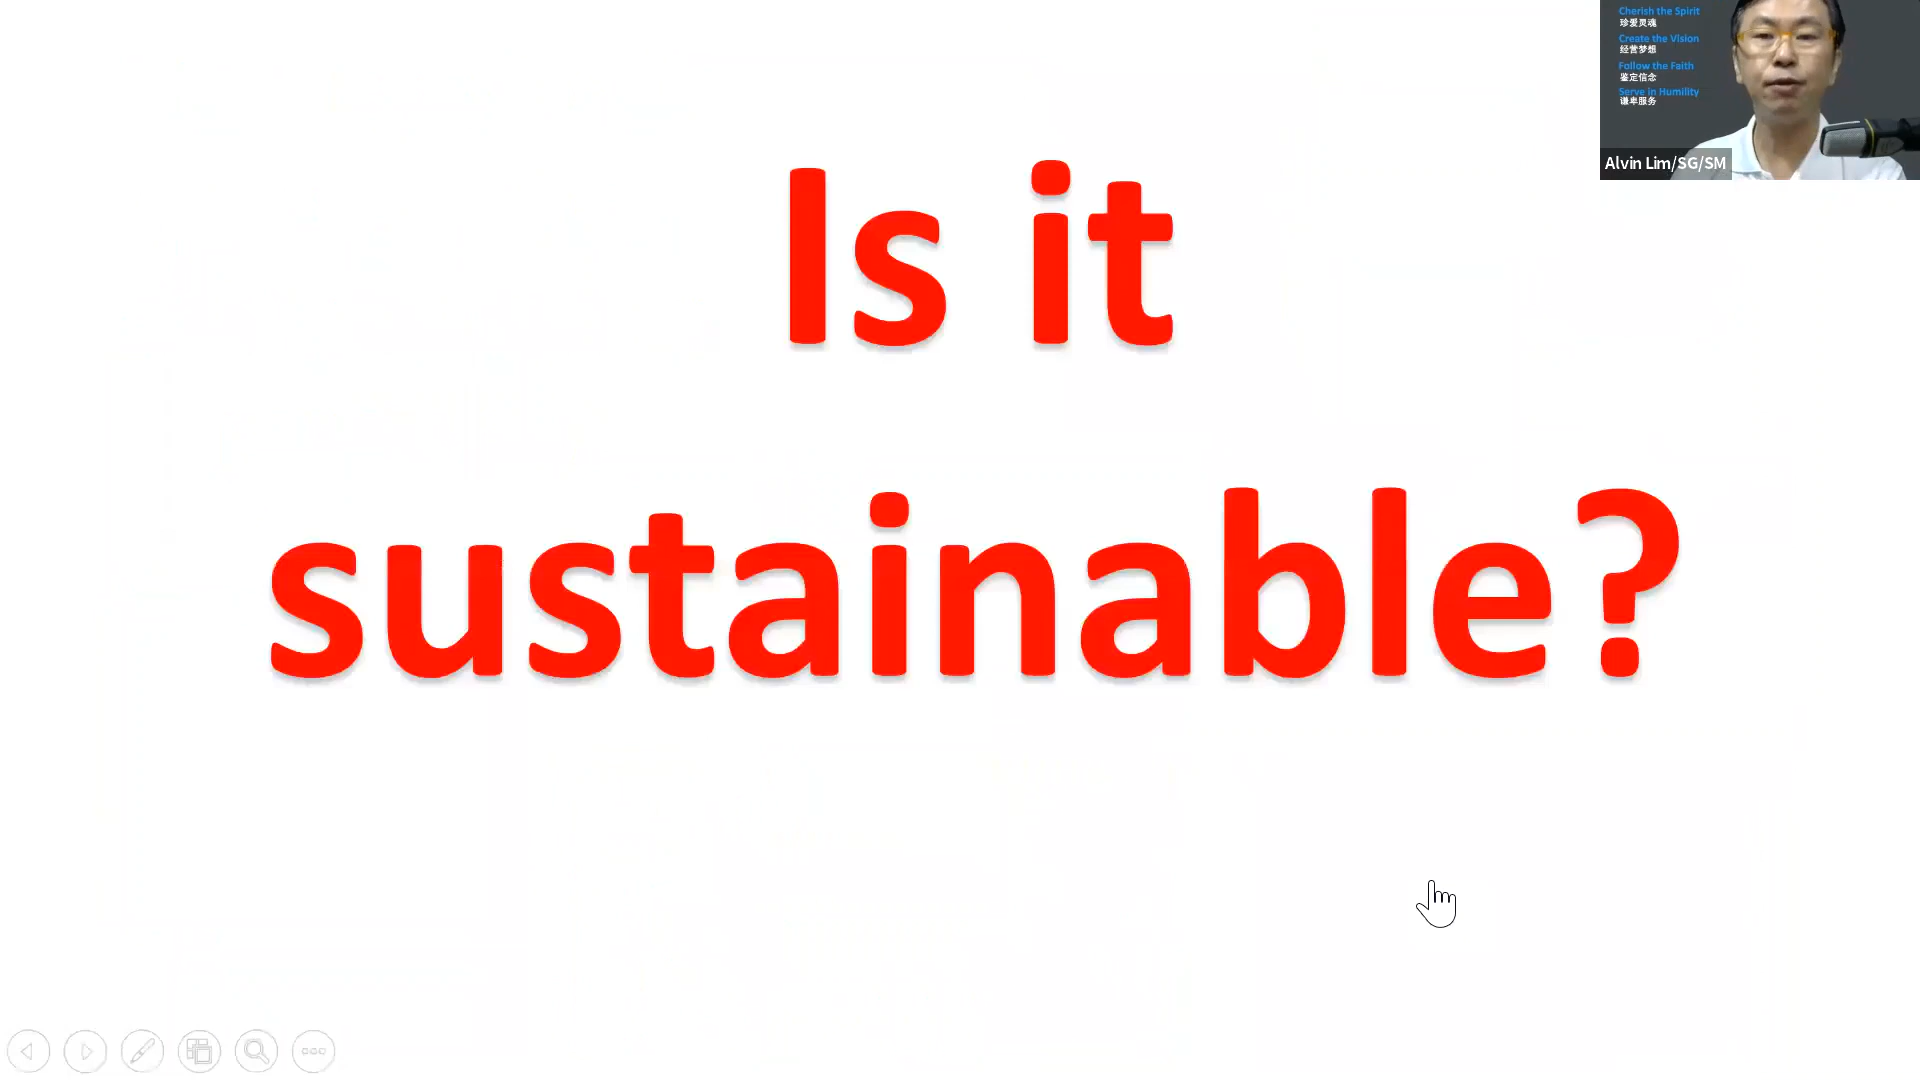 Is it
sustainable?
Cherish the Spirit
珍爱灵魂
Create the Vision
经营梦想
Follow the Faith
鉴定信念
Serve in Humility
谦卑服务
Alvin Lim/SG/SM